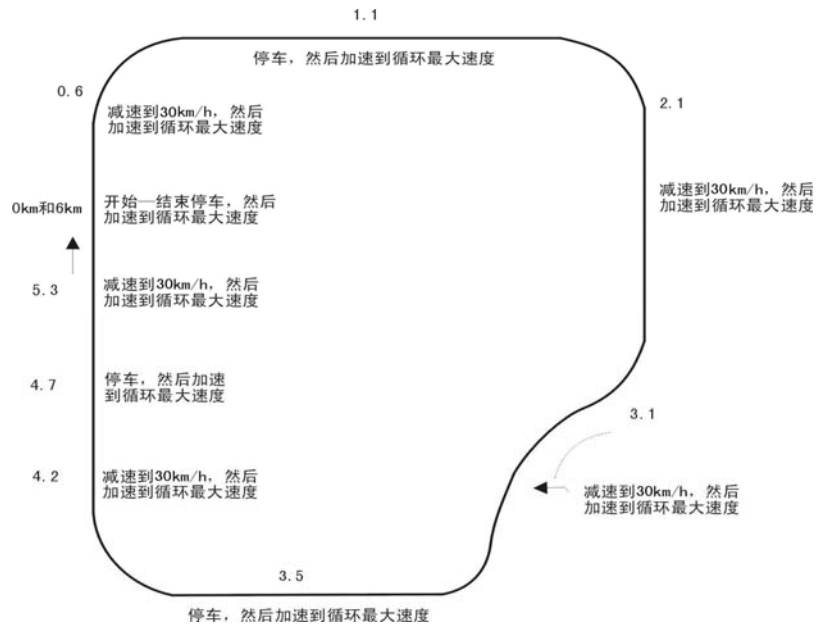 1.1
停车，然后加速到循环最大速度
0.6
减速到30km/h，然后
加速到循环最大速度
2.1
减速到30km/h，然后
加速到循环最大速度
0km和6km
开始—结束停车，然后
加速到循环最大速度
5.3
减速到30km/h，然后
加速到循环最大速度
4.7
停车，然后加速
到循环最大速度
3.1
减速到30km/h，然后
加速到循环最大速度
4.2
减速到30km/h，然后
加速到循环最大速度
3.5
停车，然后加速到循环最大速度